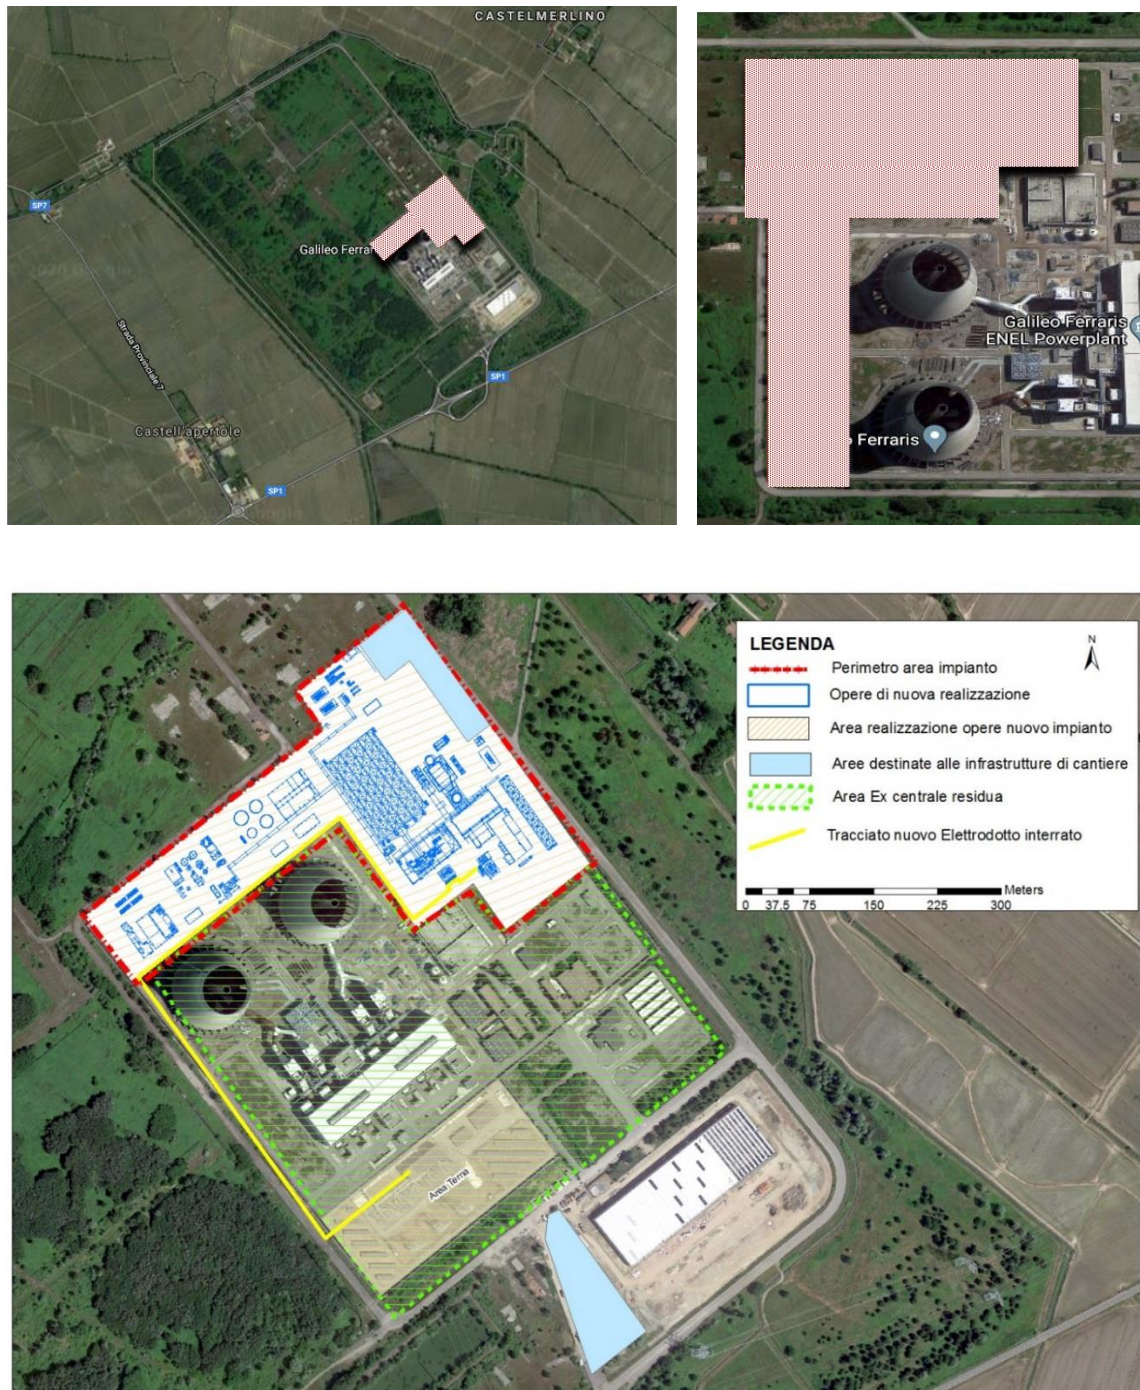 CASTELMERLINO
SP7
Galileo Ferrar
Strada Provinciale 7
SP1
Castell'apertole
SP1
Galileo Ferraris
ENEL Powerplant
o Ferraris
LEGENDA
N
Perimetro area impianto
Opere di nuova realizzazione
Area realizzazione opere nuovo impianto
Aree destinate alle infrastrutture di cantiere
Area Ex centrale residua
Tracciato nuovo Elettrodotto interrato
Meters
0 37,5 75 150 225 300
Area Terna